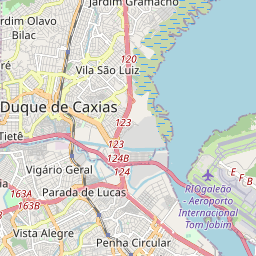 Jardim Gramacho
Jardim Olavo
Bilac
120
Vila São Luiz
Duque de Caxias
123
Tietê
123
124B
Vigário Geral
124
RIOgaleão
- Aeroporto
Internacional
Tom Jobim
163A
163B
Parada de Lucas
Vista Alegre
Penha Circular